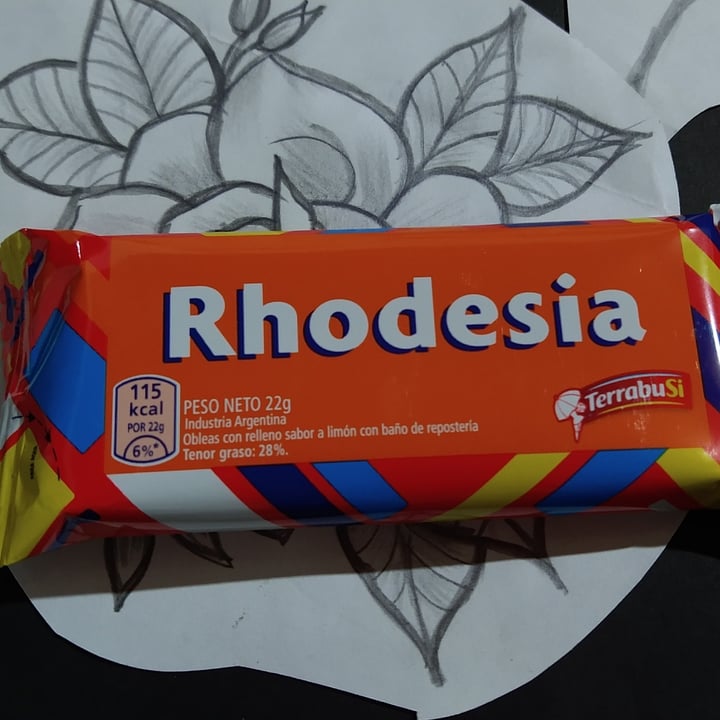 Rhodesia
115
kcal
POR 22g
6%*
PESO NETO 22g
Industria Argentina
Obleas con relleno sabor a limón con baño de repostería
Tenor graso: 28%.
TerrabuSi